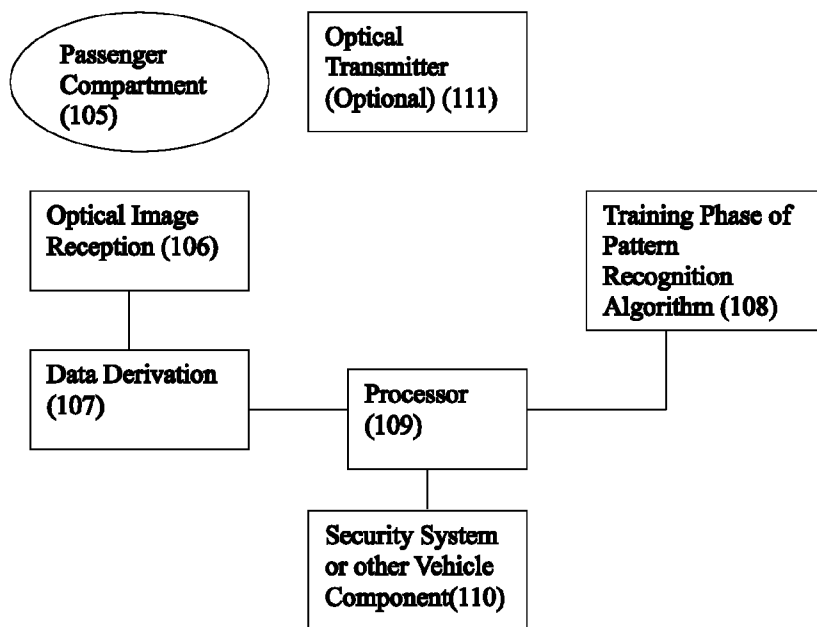 Passenger
Compartment
(105)
Optical
Transmitter
(Optional) (111)
Optical Image
Reception (106)
Training Phase of
Pattern
Recognition
Algorithm (108)
Data Derivation
(107)
Processor
(109)
Security System
or other Vehicle
Component(110)